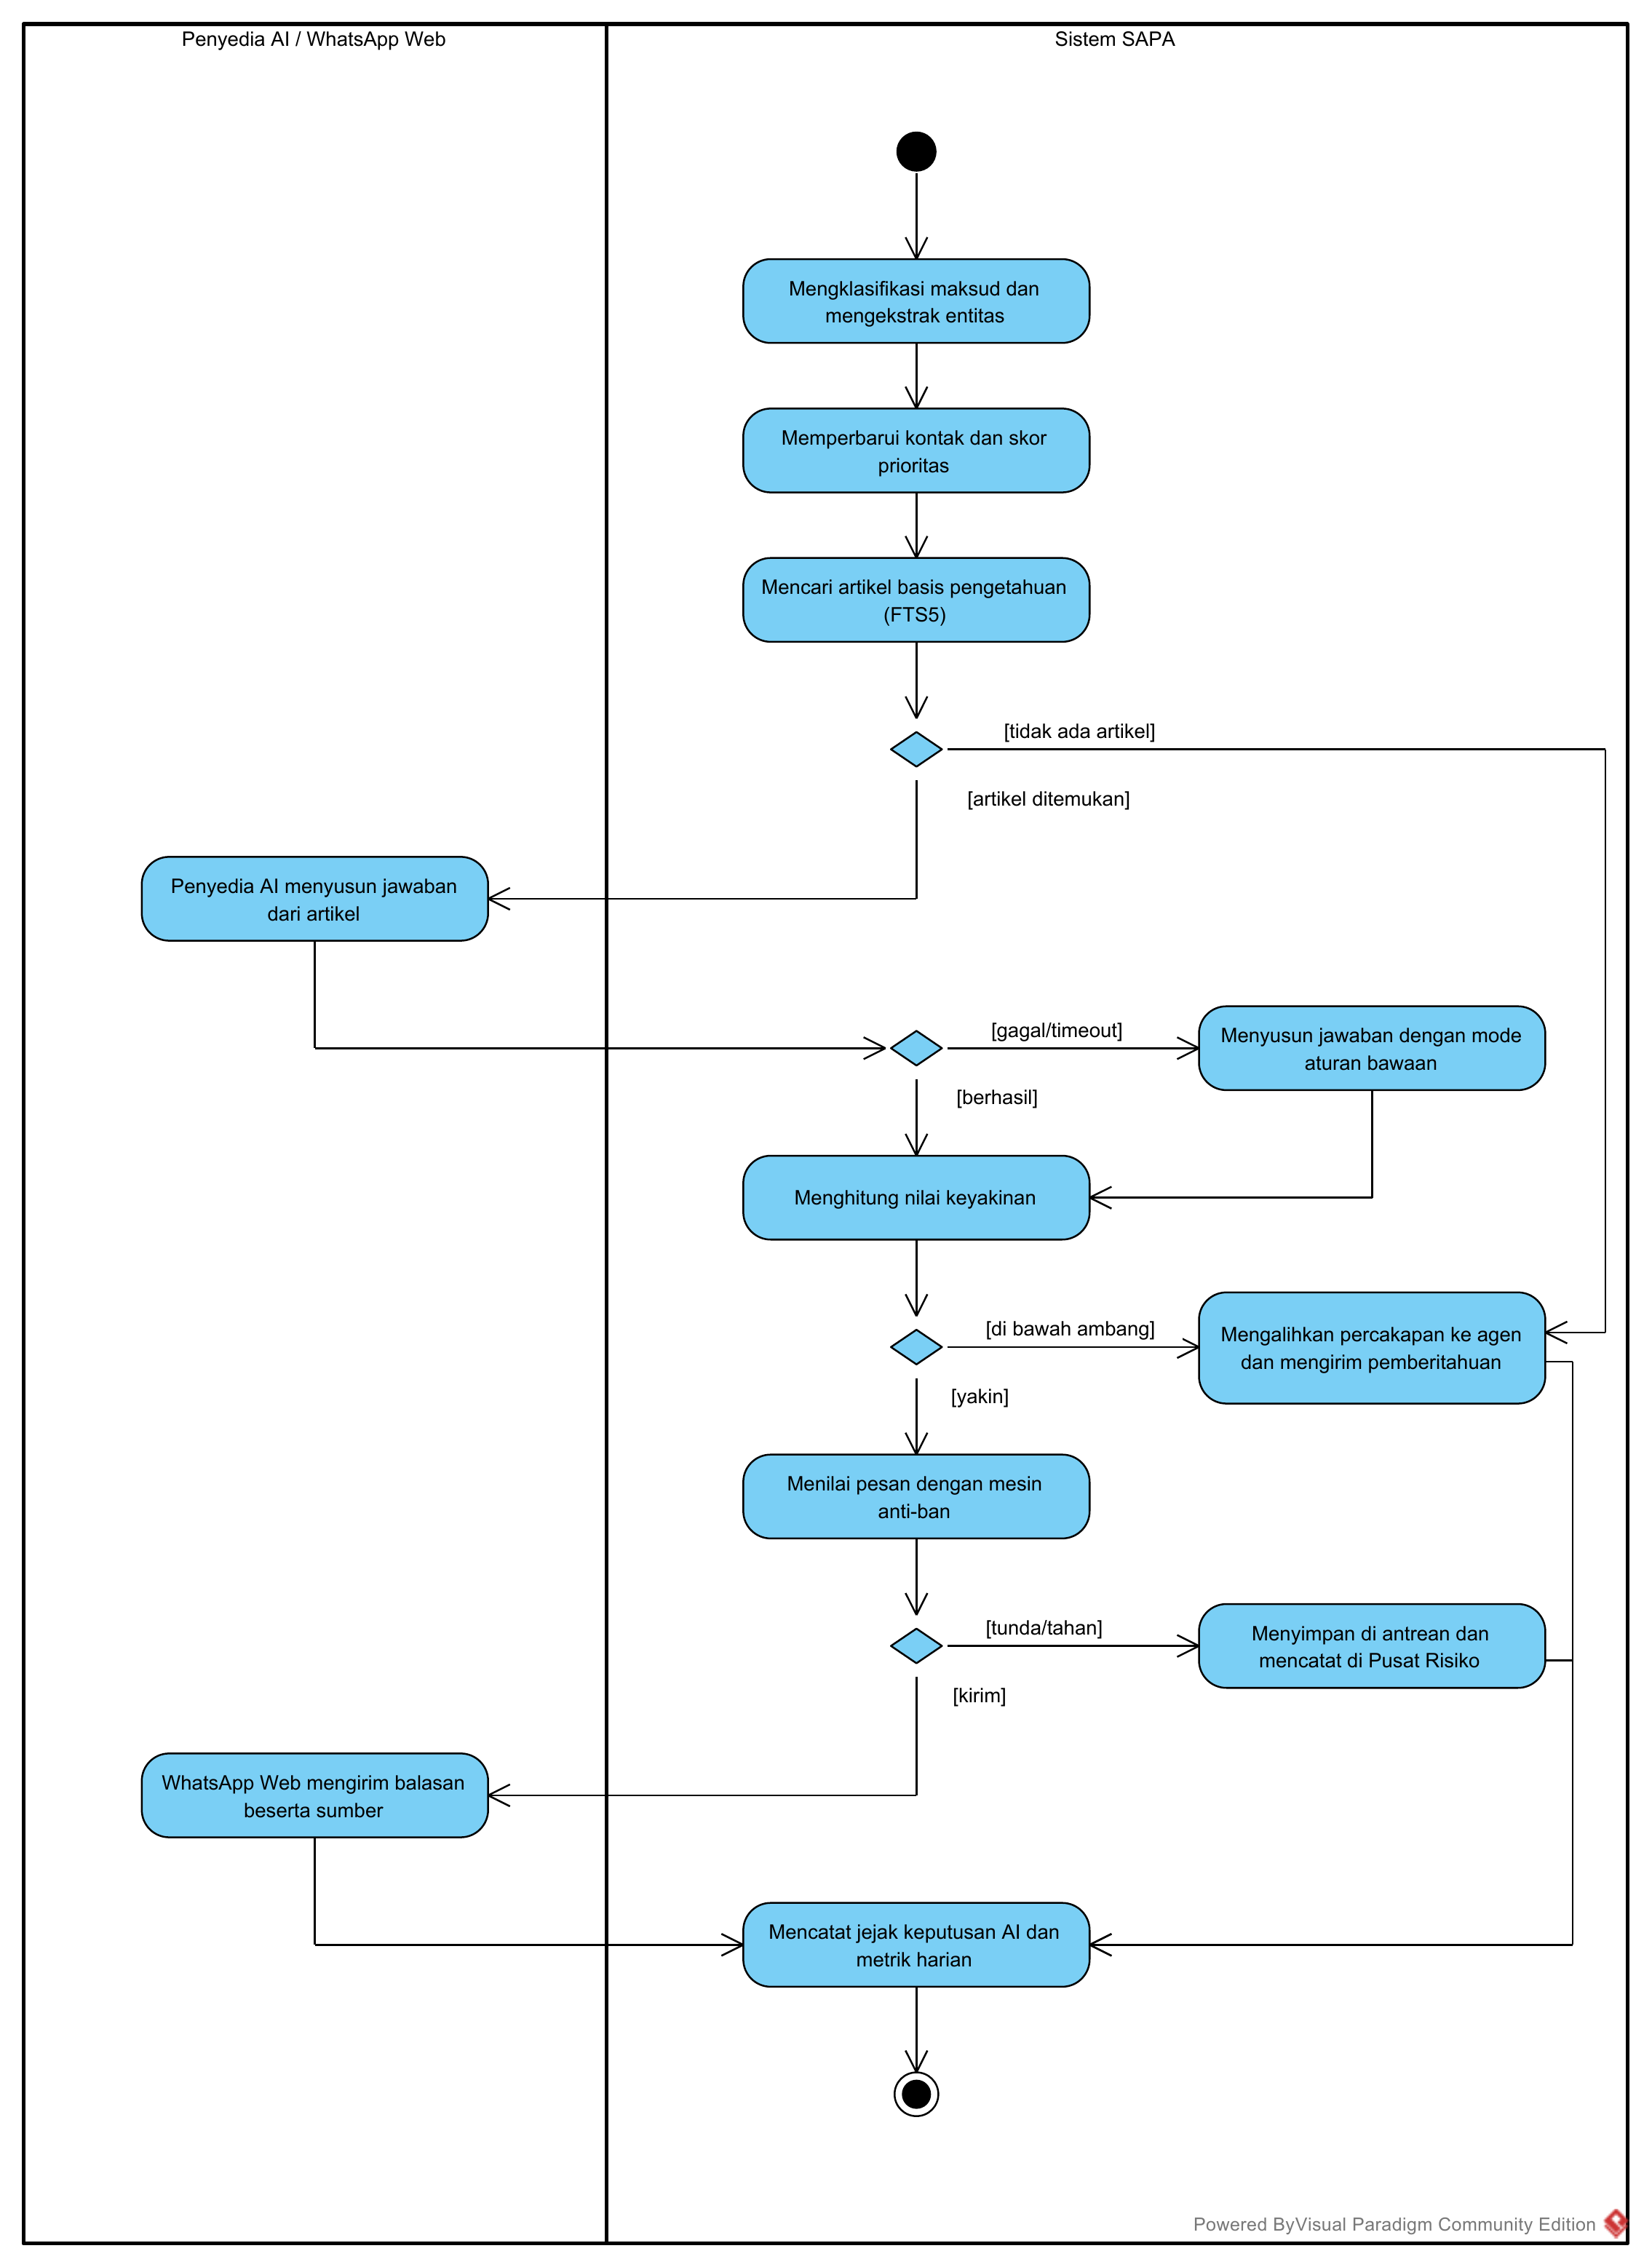 Penyedia AI / WhatsApp Web
Sistem SAPA
Mengklasifikasi maksud dan
mengekstrak entitas
Memperbarui kontak dan skor
prioritas
Mencari artikel basis pengetahuan
(FTS5)
[tidak ada artikel]
[artikel ditemukan]
Penyedia AI menyusun jawaban
dari artikel
[gagal/timeout]
Menyusun jawaban dengan mode
aturan bawaan
[berhasil]
Menghitung nilai keyakinan
[di bawah ambang]
Mengalihkan percakapan ke agen
dan mengirim pemberitahuan
[yakin]
Menilai pesan dengan mesin
anti-ban
[tunda/tahan]
Menyimpan di antrean dan
mencatat di Pusat Risiko
[kirim]
WhatsApp Web mengirim balasan
beserta sumber
Mencatat jejak keputusan AI dan
metrik harian
Powered ByVisual Paradigm Community Edition